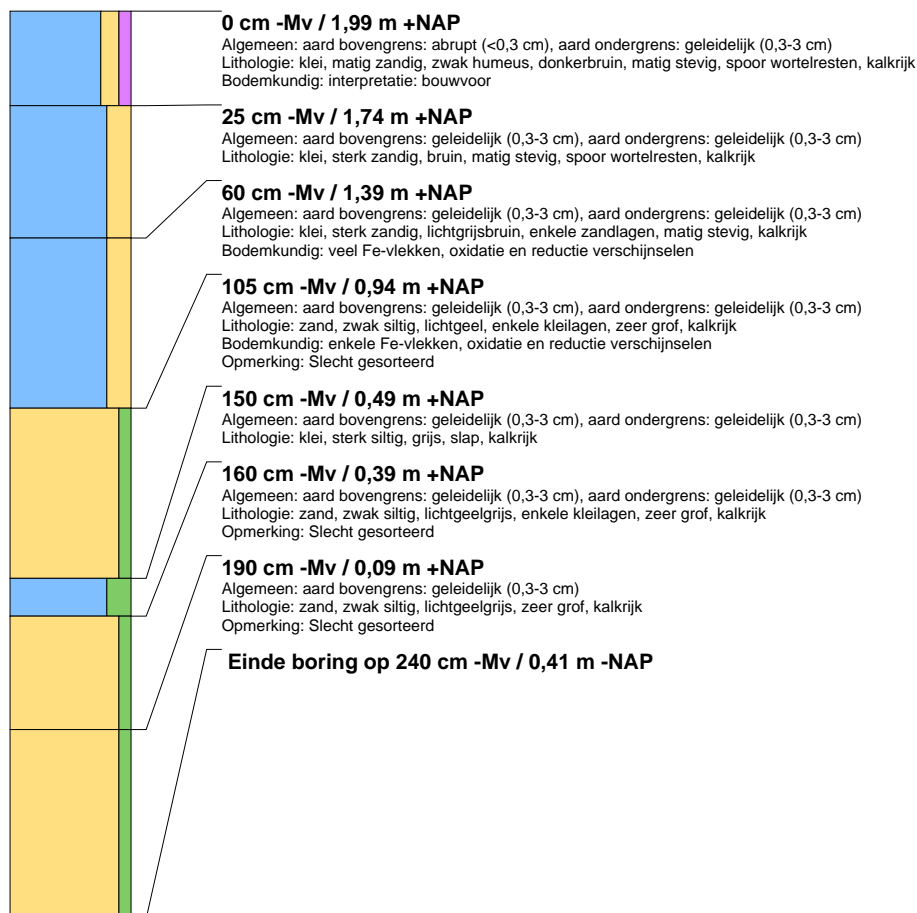 0 cm -Mv / 1,99 m +NAP
Algemeen: aard bovengrens: abrupt (<0,3 cm), aard ondergrens: geleidelijk (0,3-3 cm)
Lithologie: klei, matig zandig, zwak humeus, donkerbruin, matig stevig, spoor wortelresten, kalkrijk
Bodemkundig: interpretatie: bouwvoor
25 cm -Mv / 1,74 m +NAP
Algemeen: aard bovengrens: geleidelijk (0,3-3 cm), aard ondergrens: geleidelijk (0,3-3 cm)
Lithologie: klei, sterk zandig, bruin, matig stevig, spoor wortelresten, kalkrijk
60 cm -Mv / 1,39 m +NAP
Algemeen: aard bovengrens: geleidelijk (0,3-3 cm), aard ondergrens: geleidelijk (0,3-3 cm)
Lithologie: klei, sterk zandig, lichtgrijsbruin, enkele zandlagen, matig stevig, kalkrijk
Bodemkundig: veel Fe-vlekken, oxidatie en reductie verschijnselen
105 cm -Mv / 0,94 m +NAP
Algemeen: aard bovengrens: geleidelijk (0,3-3 cm), aard ondergrens: geleidelijk (0,3-3 cm)
Lithologie: zand, zwak siltig, lichtgeel, enkele kleilagen, zeer grof, kalkrijk
Bodemkundig: enkele Fe-vlekken, oxidatie en reductie verschijnselen
Opmerking: Slecht gesorteerd
150 cm -Mv / 0,49 m +NAP
Algemeen: aard bovengrens: geleidelijk (0,3-3 cm), aard ondergrens: geleidelijk (0,3-3 cm)
Lithologie: klei, sterk siltig, grijs, slap, kalkrijk
160 cm -Mv / 0,39 m +NAP
Algemeen: aard bovengrens: geleidelijk (0,3-3 cm), aard ondergrens: geleidelijk (0,3-3 cm)
Lithologie: zand, zwak siltig, lichtgeelgrijs, enkele kleilagen, zeer grof, kalkrijk
Opmerking: Slecht gesorteerd
190 cm -Mv / 0,09 m +NAP
Algemeen: aard bovengrens: geleidelijk (0,3-3 cm)
Lithologie: zand, zwak siltig, lichtgeelgrijs, zeer grof, kalkrijk
Opmerking: Slecht gesorteerd
Einde boring op 240 cm -Mv / 0,41 m -NAP